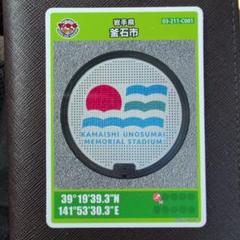 岩手県
釜石市
03-211-C001
KAMAISHI UNOSUMAI
MEMORIAL STADIUM
39°19'39.3"N
141°53'30.3"E